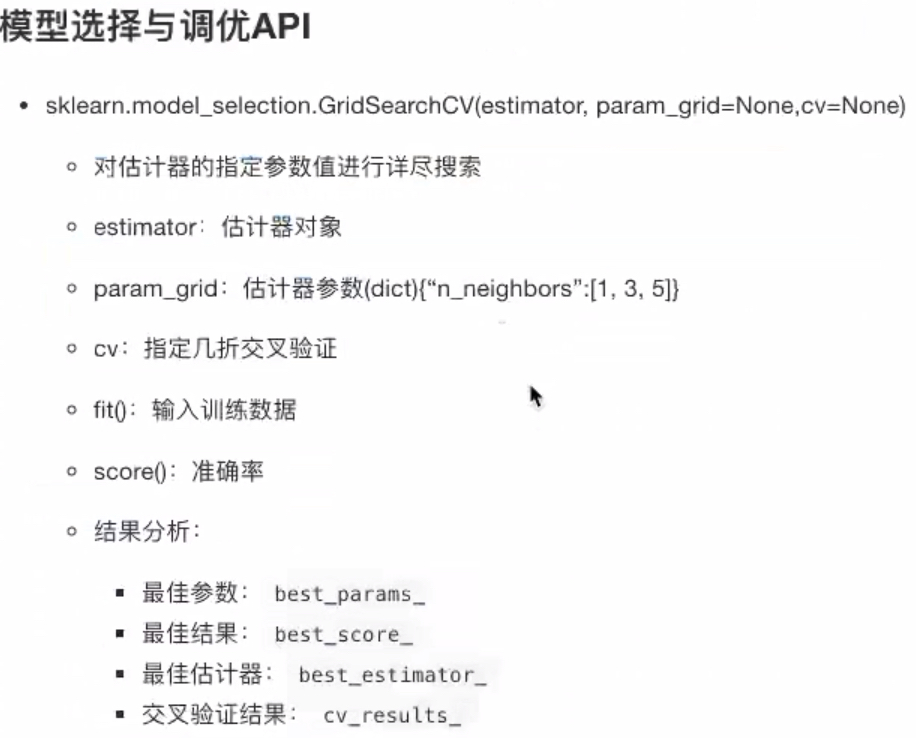 模型选择与调优API
sklearn.model_selection.GridSearchCV(estimator, param_grid=None,cv=None)
对估计器的指定参数值进行详尽搜索
estimator：估计器对象
param_grid：估计器参数(dict){“n_neighbors”:[1, 3, 5]}
cv：指定几折交叉验证
fit()：输入训练数据
score()：准确率
结果分析：
最佳参数：best_params_
最佳结果：best_score_
最佳估计器：best_estimator_
交叉验证结果：cv_results_